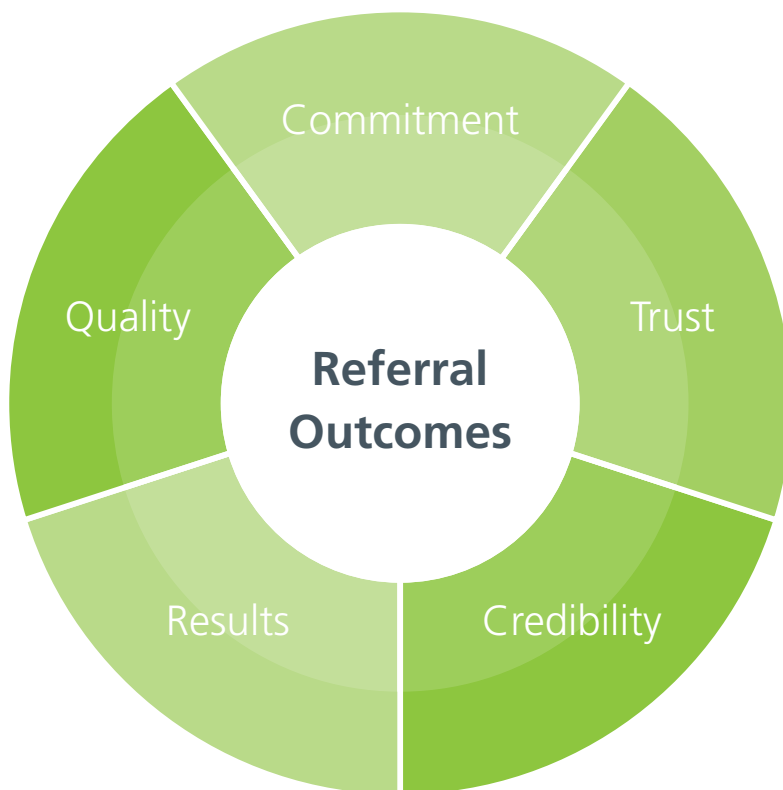 Commitment
Quality
Trust
Referral
Outcomes
Results
Credibility